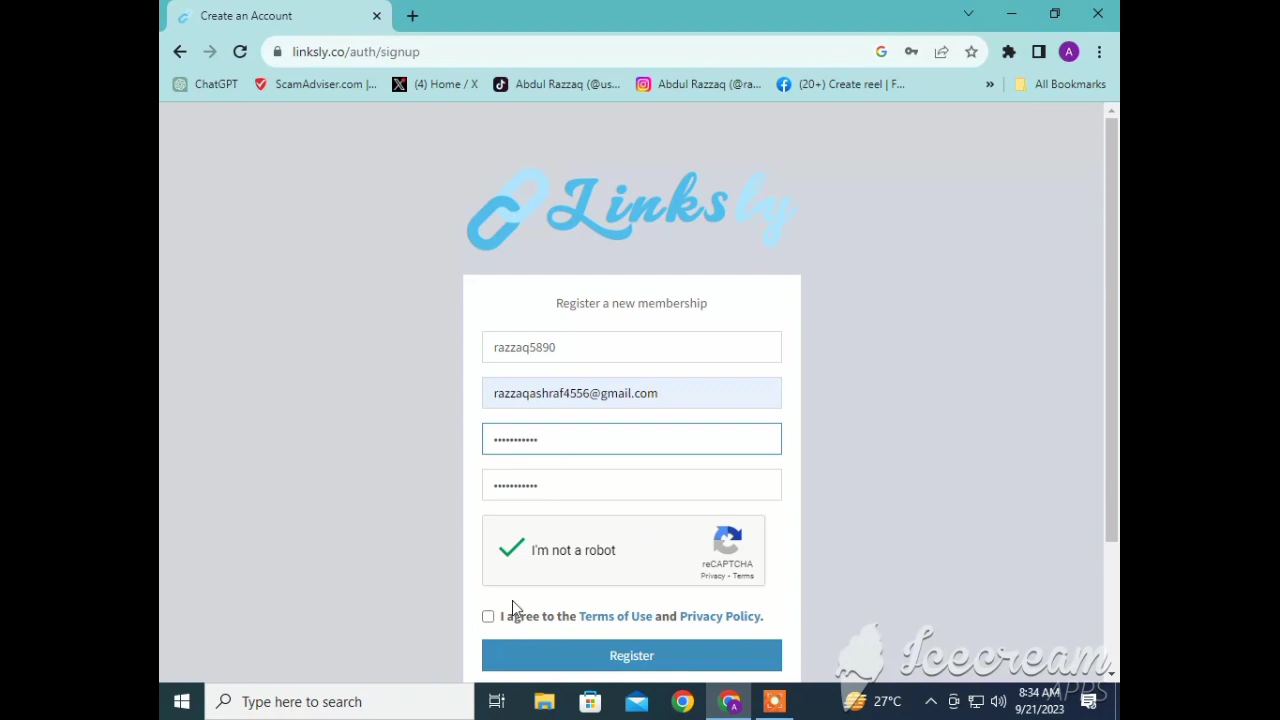 Create an Account
linksly.co/auth/signup
G
A
ChatGPT
ScamAdviser.com |...
(4) Home / X
Abdul Razzaq (@us...
Abdul Razzaq (@ra...
(20+) Create reel | F...
»
All Bookmarks
Linksly
Register a new membership
razzaq5890
razzaqashraf4556@gmail.com
•••••••••••
•••••••••••
I'm not a robot
reCAPTCHA
Privacy - Terms
I agree to the Terms of Use and Privacy Policy.
Register
Icecream
APPS
Type here to search
A
27°C
8:34 AM
9/21/2023